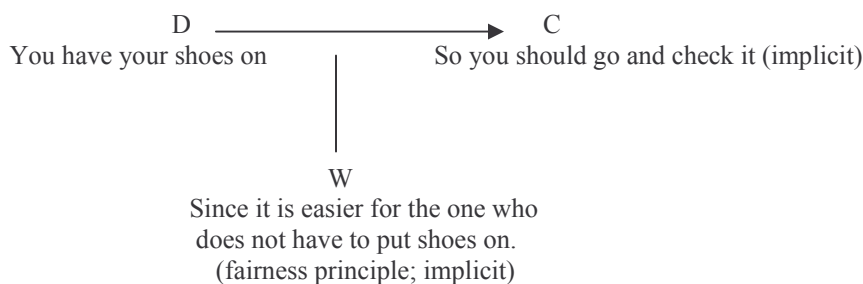 D C
You have your shoes on So you should go and check it (implicit)
W
Since it is easier for the one who
does not have to put shoes on.
(fairness principle; implicit)